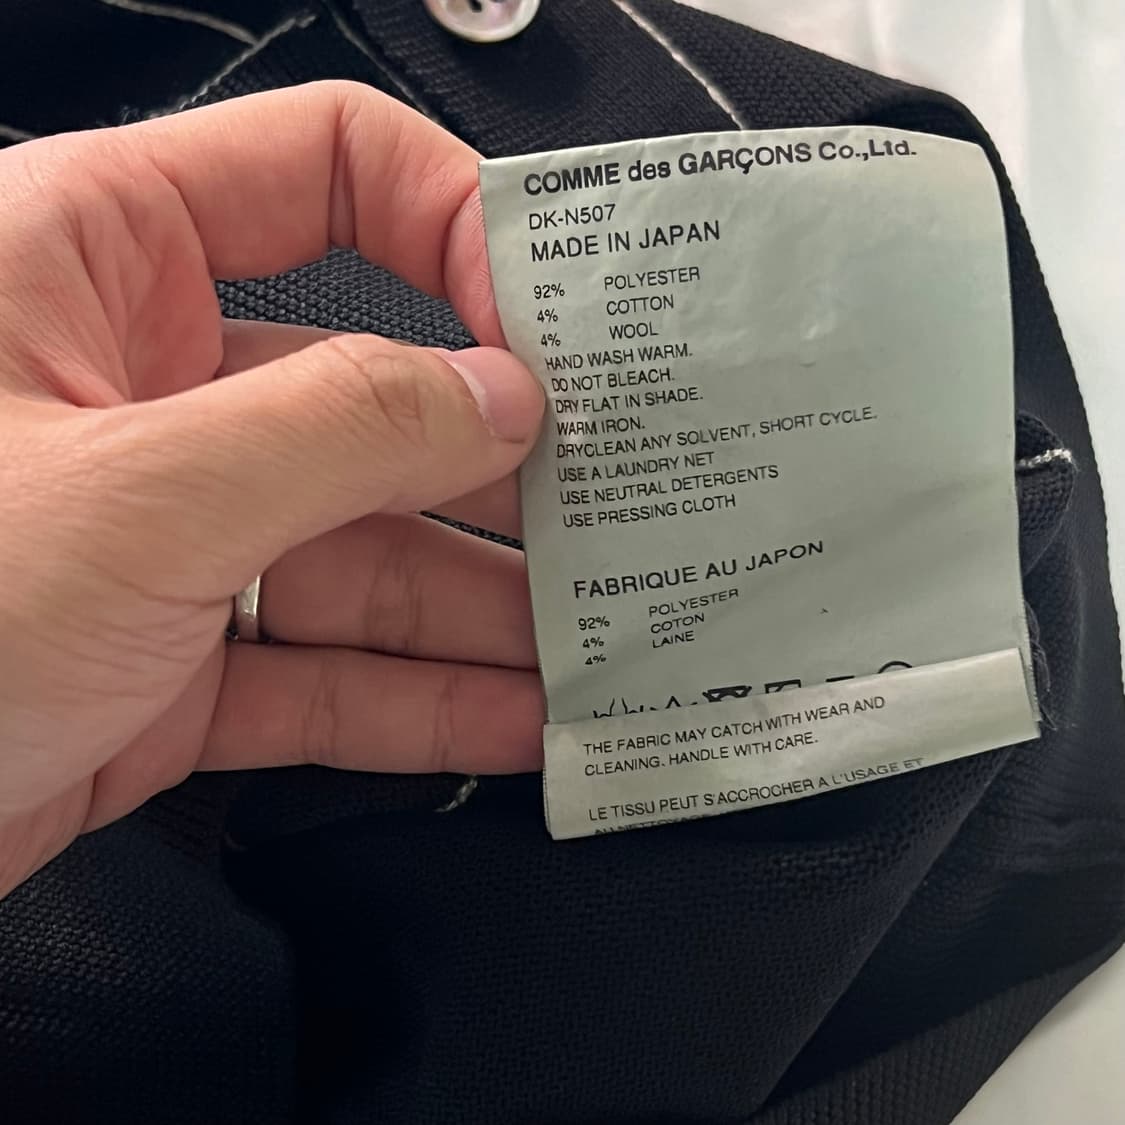 COMME des GARÇONS Co.,Ltd.
DK-N507
MADE IN JAPAN
92% POLYESTER
4% COTTON
4% WOOL
HAND WASH WARM.
DO NOT BLEACH.
DRY FLAT IN SHADE.
WARM IRON.
DRYCLEAN ANY SOLVENT, SHORT CYCLE.
USE A LAUNDRY NET
USE NEUTRAL DETERGENTS
USE PRESSING CLOTH
FABRIQUE AU JAPON
92% POLYESTER
4% COTON
4% LAINE
THE FABRIC MAY CATCH WITH WEAR AND
CLEANING. HANDLE WITH CARE.
LE TISSU PEUT S'ACCROCHER A L'USAGE ET